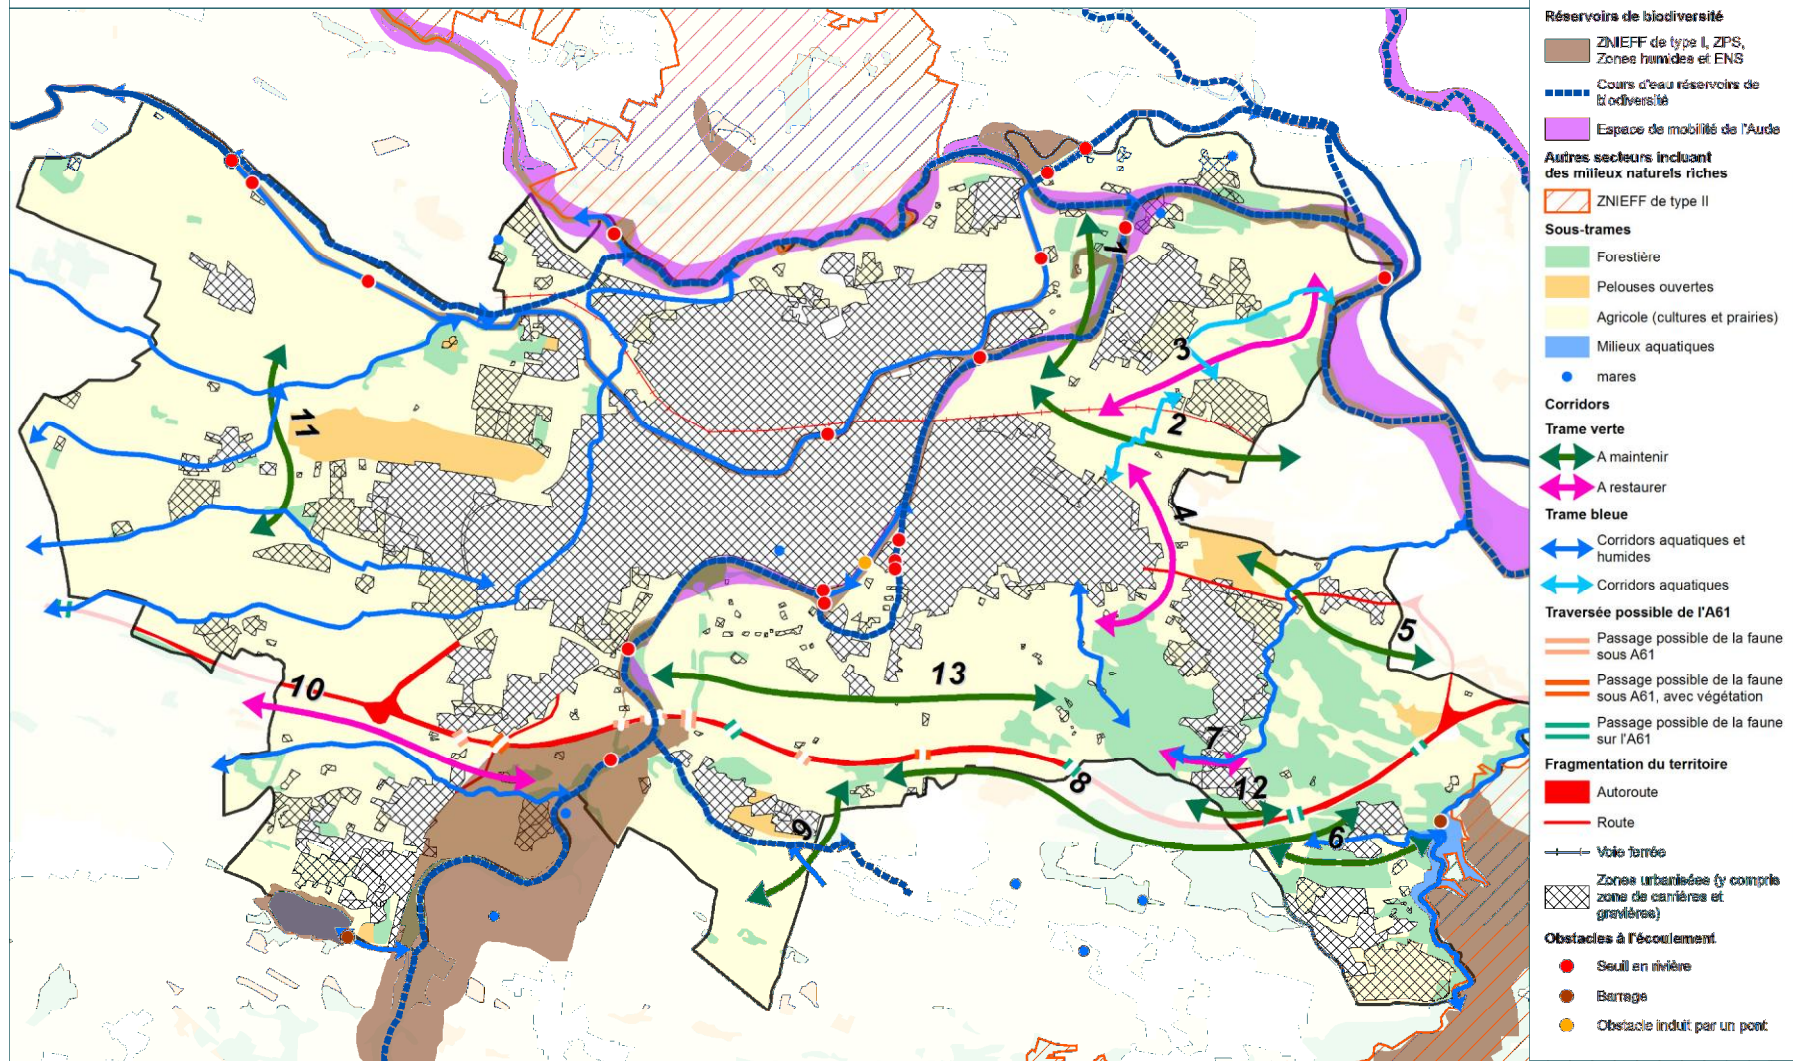 Réservoirs de biodiversité
ZNIEFF de type I, ZPS,
Zones humides et ENS
Cours d'eau réservoirs de
biodiversité
Espace de mobilité de l'Aude
Autres secteurs incluant
des milieux naturels riches
ZNIEFF de type II
Sous-trames
Forestière
Pelouses ouvertes
Agricole (cultures et prairies)
Milieux aquatiques
mares
Corridors
Trame verte
A maintenir
A restaurer
Trame bleue
Corridors aquatiques et
humides
Corridors aquatiques
Traversée possible de l'A61
Passage possible de la faune
sous A61
Passage possible de la faune
sous A61, avec végétation
Passage possible de la faune
sur l'A61
Fragmentation du territoire
Autoroute
Route
Voie ferrée
Zones urbanisées (y compris
zone de carrières et
gravières)
Obstacles à l'écoulement
Seuil en rivière
Barrage
Obstacle induit par un pont
1
3
2
11
4
5
13
10
7
8
12
9
6